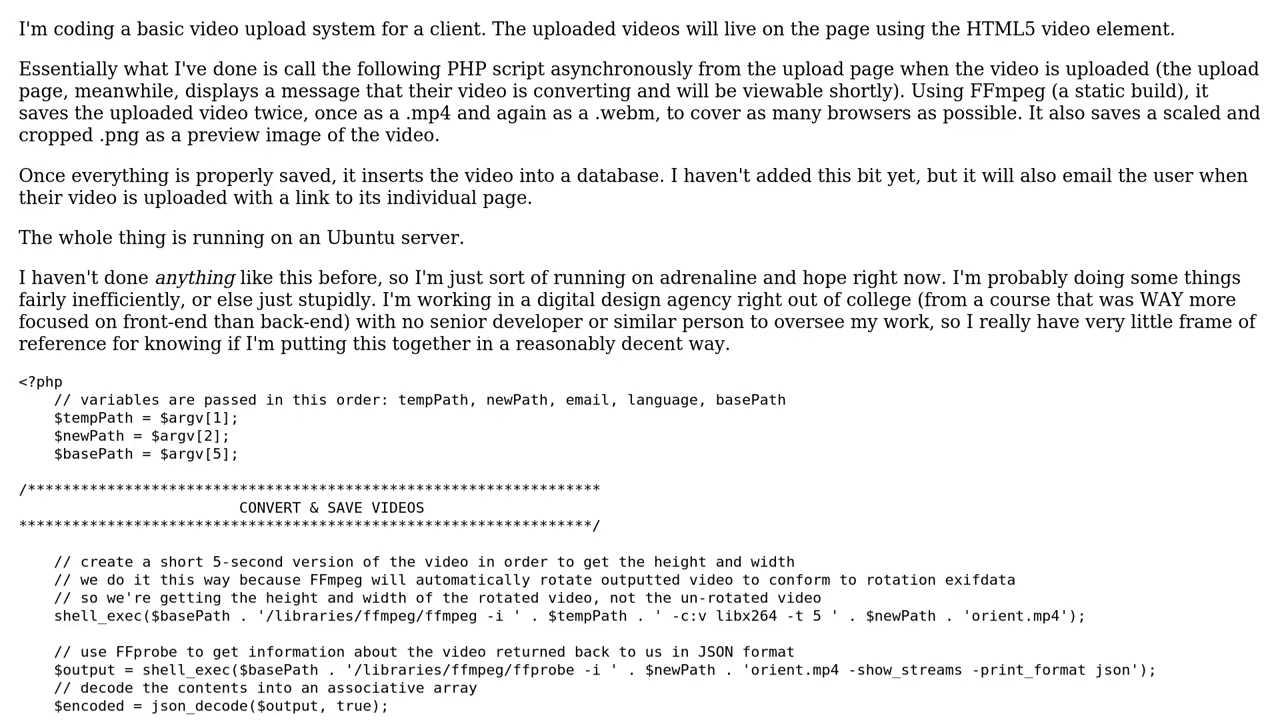 I'm coding a basic video upload system for a client. The uploaded videos will live on the page using the HTML5 video element.
Essentially what I've done is call the following PHP script asynchronously from the upload page when the video is uploaded (the upload
page, meanwhile, displays a message that their video is converting and will be viewable shortly). Using FFmpeg (a static build), it
saves the uploaded video twice, once as a .mp4 and again as a .webm, to cover as many browsers as possible. It also saves a scaled and
cropped .png as a preview image of the video.
Once everything is properly saved, it inserts the video into a database. I haven't added this bit yet, but it will also email the user when
their video is uploaded with a link to its individual page.
The whole thing is running on an Ubuntu server.
I haven't done anything like this before, so I'm just sort of running on adrenaline and hope right now. I'm probably doing some things
fairly inefficiently, or else just stupidly. I'm working in a digital design agency right out of college (from a course that was WAY more
focused on front-end than back-end) with no senior developer or similar person to oversee my work, so I really have very little frame of
reference for knowing if I'm putting this together in a reasonably decent way.
<?php
    // variables are passed in this order: tempPath, newPath, email, language, basePath
    $tempPath = $argv[1];
    $newPath = $argv[2];
    $basePath = $argv[5];
/*****************************************************************
                         CONVERT & SAVE VIDEOS
*****************************************************************/
    // create a short 5-second version of the video in order to get the height and width
    // we do it this way because FFmpeg will automatically rotate outputted video to conform to rotation exifdata
    // so we're getting the height and width of the rotated video, not the un-rotated video
    shell_exec($basePath . '/libraries/ffmpeg/ffmpeg -i ' . $tempPath . ' -c:v libx264 -t 5 ' . $newPath . 'orient.mp4');
    // use FFprobe to get information about the video returned back to us in JSON format
    $output = shell_exec($basePath . '/libraries/ffmpeg/ffprobe -i ' . $newPath . 'orient.mp4 -show_streams -print_format json');
    // decode the contents into an associative array
    $encoded = json_decode($output, true);